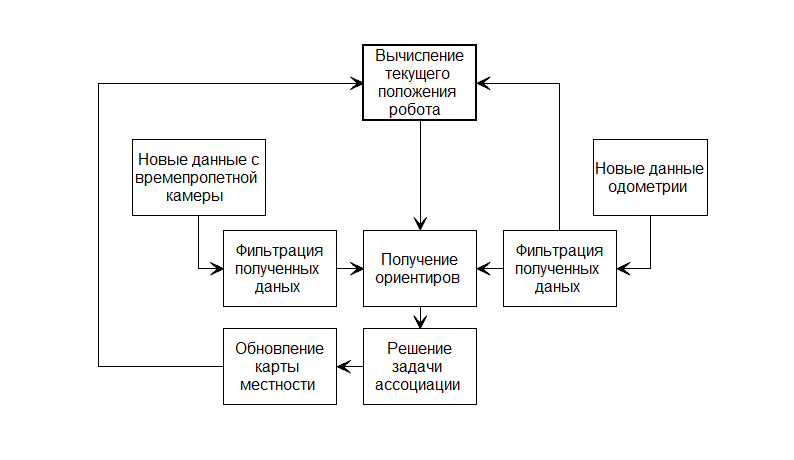 Вычисление
текущего
положения
робота
Новые данные с
времепролетной
камеры
Новые данные
одометрии
Фильтрация
полученных
даных
Получение
ориентиров
Фильтрация
полученных
даных
Обновление
карты
местности
Решение
задачи
ассоциации